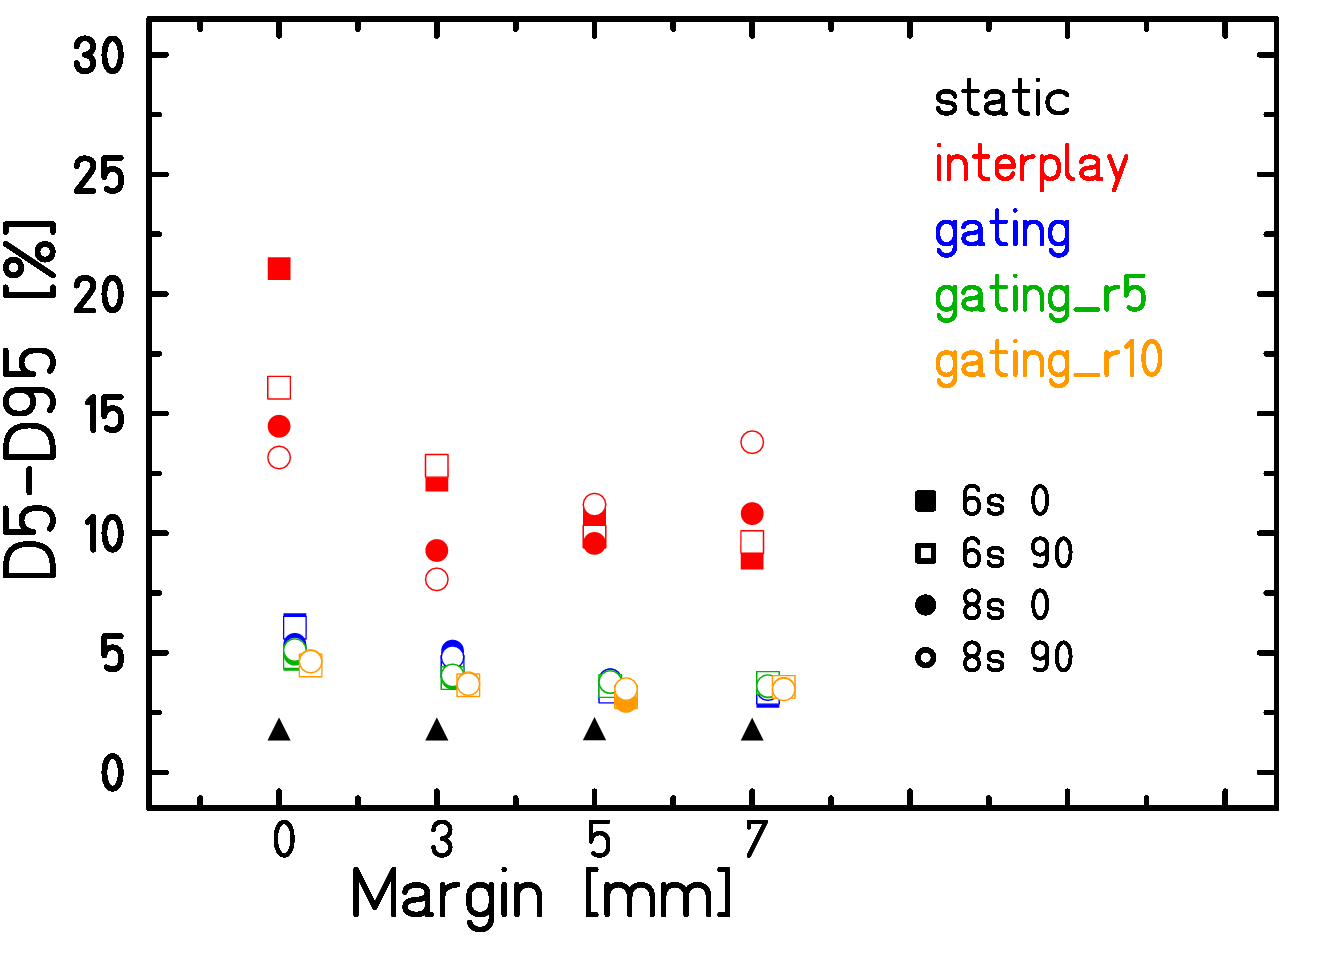 30
25
20
15
10
5
0
D5-D95 [%]
0 3 5 7
Margin [mm]
static
interplay
gating
gating_r5
gating_r10
6s 0
6s 90
8s 0
8s 90